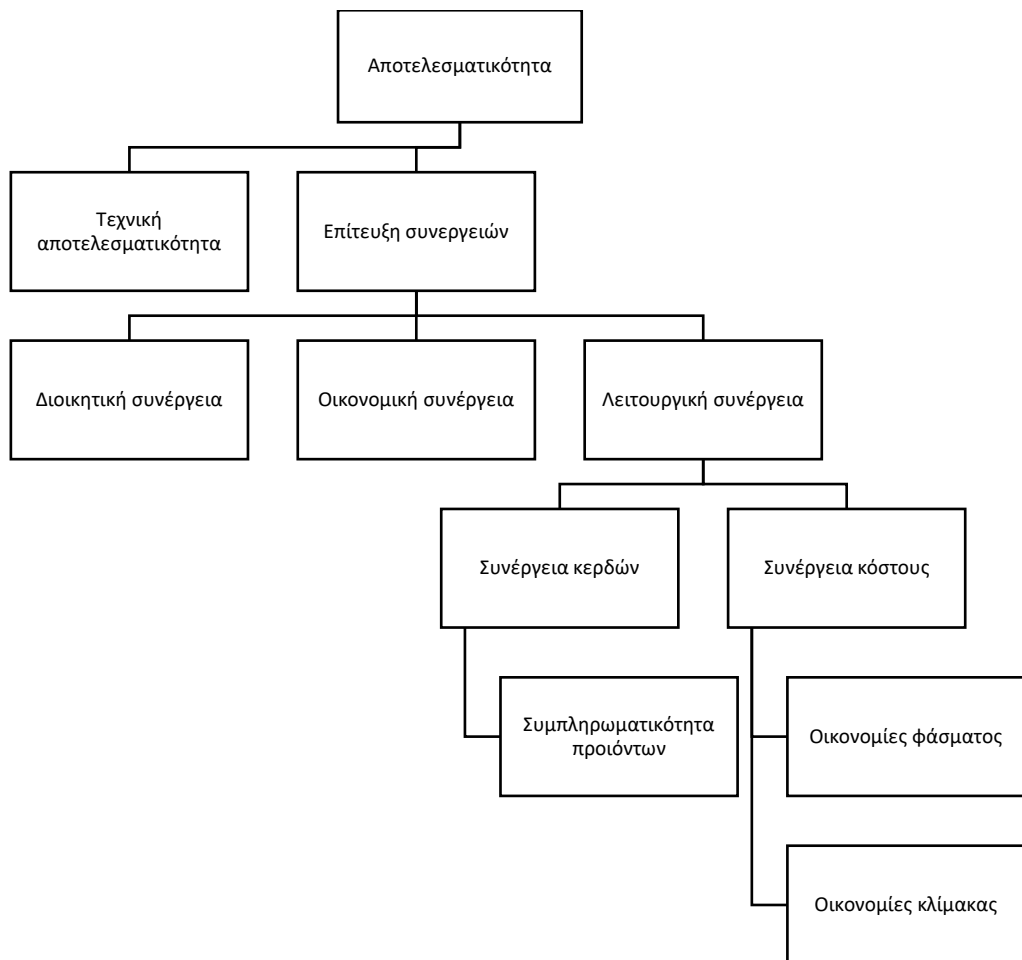 Αποτελεσματικότητα
Τεχνική
αποτελεσματικότητα
Επίτευξη συνεργειών
Διοικητική συνέργεια
Οικονομική συνέργεια
Λειτουργική συνέργεια
Συνέργεια κερδών
Συνέργεια κόστους
Συμπληρωματικότητα
προιόντων
Οικονομίες φάσματος
Οικονομίες κλίμακας